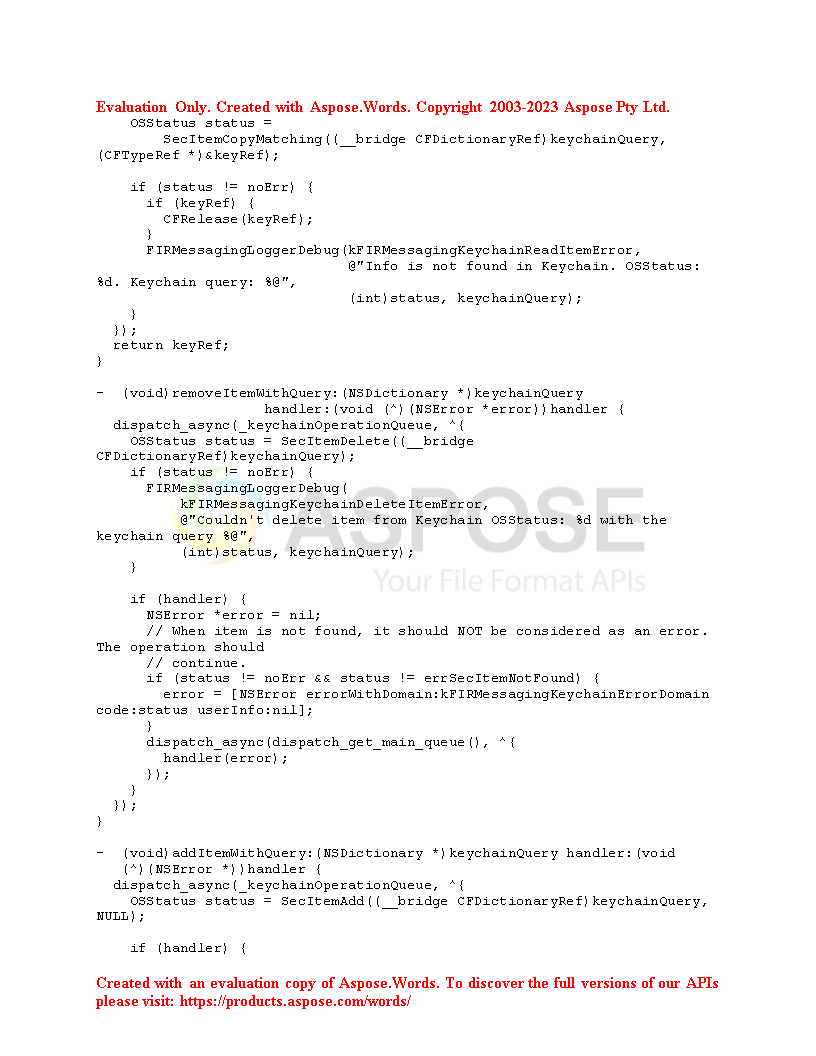 Evaluation Only. Created with Aspose.Words. Copyright 2003-2023 Aspose Pty Ltd.
    OSStatus status =
        SecItemCopyMatching((__bridge CFDictionaryRef)keychainQuery,
(CFTypeRef *)&keyRef);

    if (status != noErr) {
      if (keyRef) {
        CFRelease(keyRef);
      }
      FIRMessagingLoggerDebug(kFIRMessagingKeychainReadItemError,
                              @"Info is not found in Keychain. OSStatus:
%d. Keychain query: %@",
                              (int)status, keychainQuery);
    }
  });
  return keyRef;
}

-  (void)removeItemWithQuery:(NSDictionary *)keychainQuery
                    handler:(void (^)(NSError *error))handler {
  dispatch_async(_keychainOperationQueue, ^{
    OSStatus status = SecItemDelete((__bridge
CFDictionaryRef)keychainQuery);
    if (status != noErr) {
      FIRMessagingLoggerDebug(
          kFIRMessagingKeychainDeleteItemError,
          @"Couldn't delete item from Keychain OSStatus: %d with the
keychain query %@",
          (int)status, keychainQuery);
    }

    if (handler) {
      NSError *error = nil;
      // When item is not found, it should NOT be considered as an error.
The operation should
      // continue.
      if (status != noErr && status != errSecItemNotFound) {
        error = [NSError errorWithDomain:kFIRMessagingKeychainErrorDomain
code:status userInfo:nil];
      }
      dispatch_async(dispatch_get_main_queue(), ^{
        handler(error);
      });
    }
  });
}

-  (void)addItemWithQuery:(NSDictionary *)keychainQuery handler:(void
   (^)(NSError *))handler {
  dispatch_async(_keychainOperationQueue, ^{
    OSStatus status = SecItemAdd((__bridge CFDictionaryRef)keychainQuery,
NULL);

    if (handler) {
ASPOSE
Your File Format APIs
Created with an evaluation copy of Aspose.Words. To discover the full versions of our APIs
please visit: https://products.aspose.com/words/